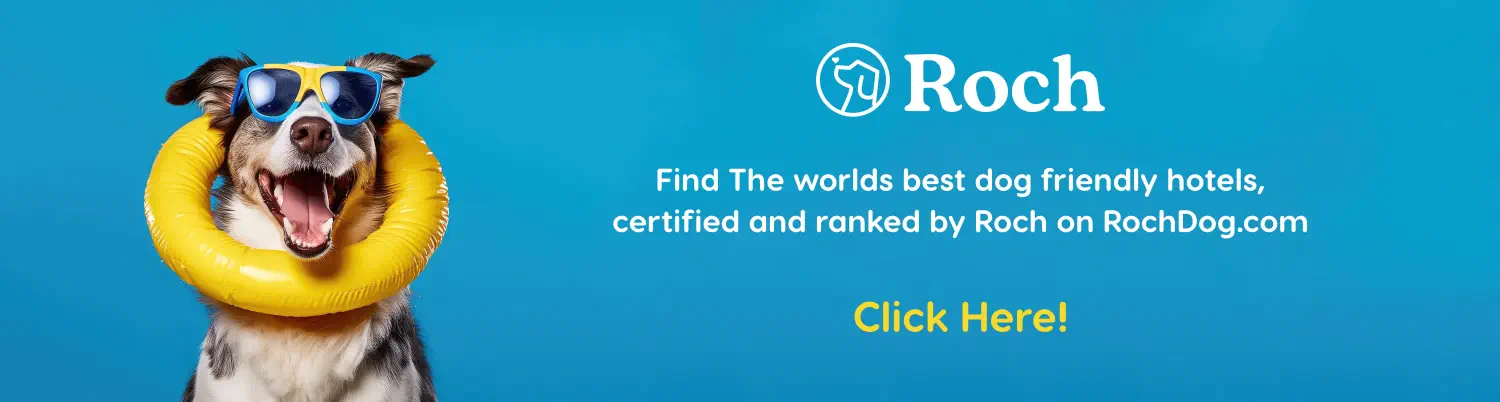 Roch
Find The worlds best dog friendly hotels,
certified and ranked by Roch on RochDog.com
Click Here!